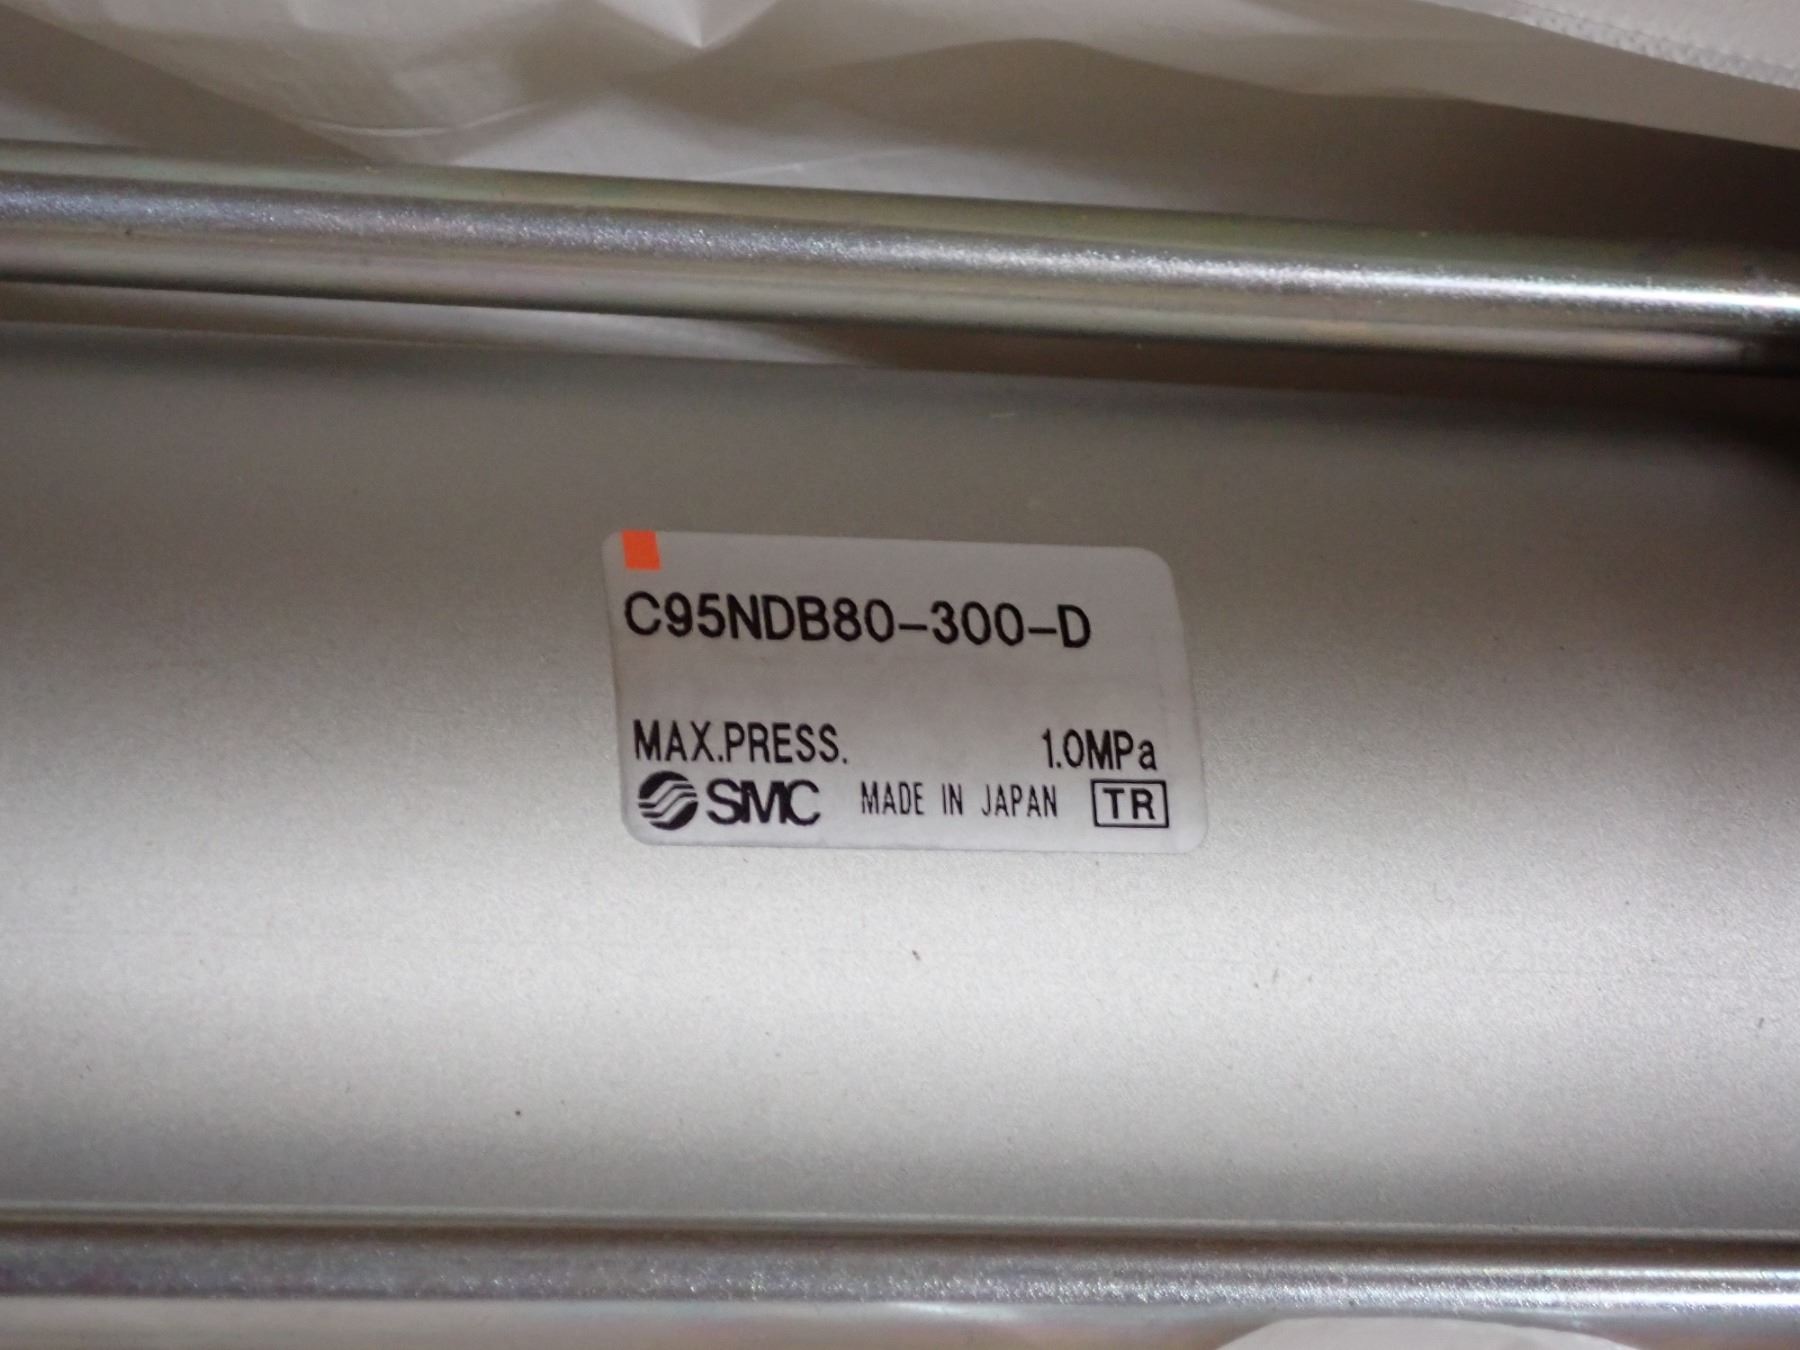 C95NDB80-300-D
MAX.PRESS. 1.0MPa
SMC MADE IN JAPAN TR